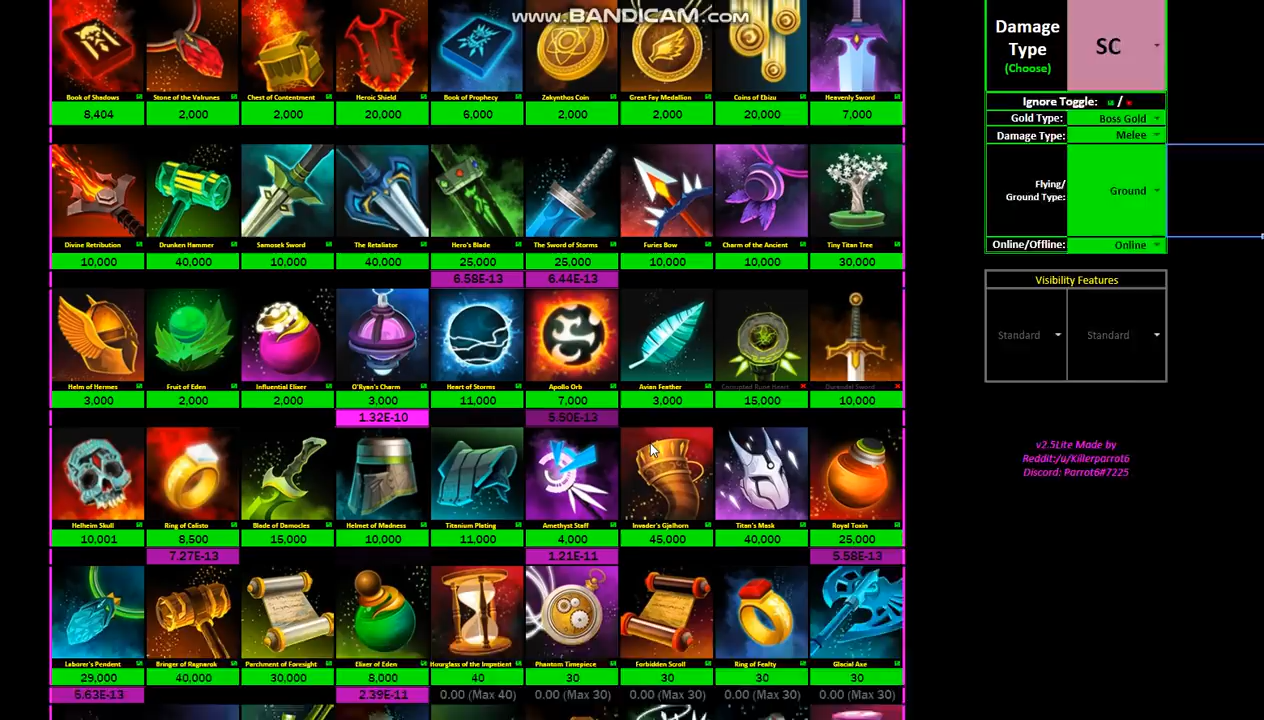 www.BANDICAM.com
Book of Shadows Stone of the Valrunes Chest of Contentment Heroic Shield Book of Prophecy Zakynthos Coin Great Fay Medallion Coins of Ebizu Heavenly Sword
8,404 2,000 2,000 20,000 6,000 2,000 2,000 20,000 7,000
Divine Retribution Drunken Hammer Samosek Sword The Retaliator Hero's Blade The Sword of Storms Furies Bow Charm of the Ancient Tiny Titan Tree
10,000 40,000 10,000 40,000 25,000 25,000 10,000 10,000 30,000
6.58E-13 6.44E-13
Helm of Hermes Fruit of Eden Influential Elixer O'Ryan's Charm Heart of Storms Apollo Orb Avian Feather Corrupted Rune Heart Durandal Sword
3,000 2,000 2,000 3,000 11,000 7,000 3,000 15,000 10,000
1.32E-10 5.50E-13
Helheim Skull Ring of Calisto Blade of Damocles Helmet of Madness Titanium Plating Amethyst Staff Invader's Gjalhorn Titan's Mask Royal Toxin
10,001 8,500 15,000 10,000 11,000 4,000 45,000 40,000 25,000
7.27E-13 1.21E-11 5.58E-13
Laborer's Pendent Bringer of Ragnarok Parchment of Foresight Elixer of Eden Hourglass of the Impatient Phantom Timepiece Forbidden Scroll Ring of Fealty Glacial Axe
29,000 40,000 30,000 8,000 40 30 30 30 30
5.63E-13 2.39E-11 0.00 (Max 40) 0.00 (Max 30) 0.00 (Max 30) 0.00 (Max 30) 0.00 (Max 30)
Damage
Type
(Choose)
SC
Ignore Toggle: /
Gold Type: Boss Gold
Damage Type: Melee
Flying/
Ground Type:
Ground
Online/Offline: Online
Visibility Features
Standard Standard
v2.5Lite Made by
Reddit:/u/Killerparrot6
Discord: Parrot6#7225